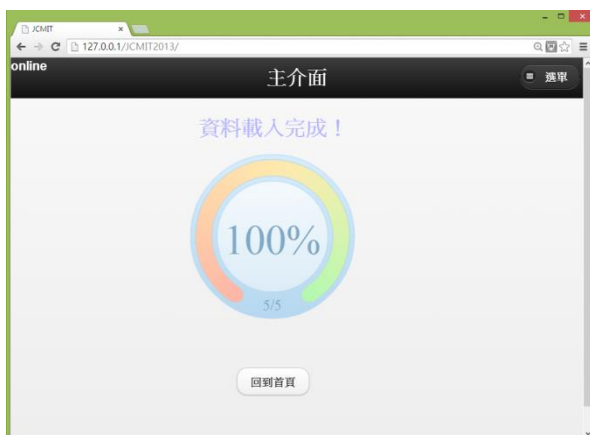 JCMIT
127.0.0.1/JCMIT2013/
online
主介面
選單
資料載入完成！
100%
5/5
回到首頁